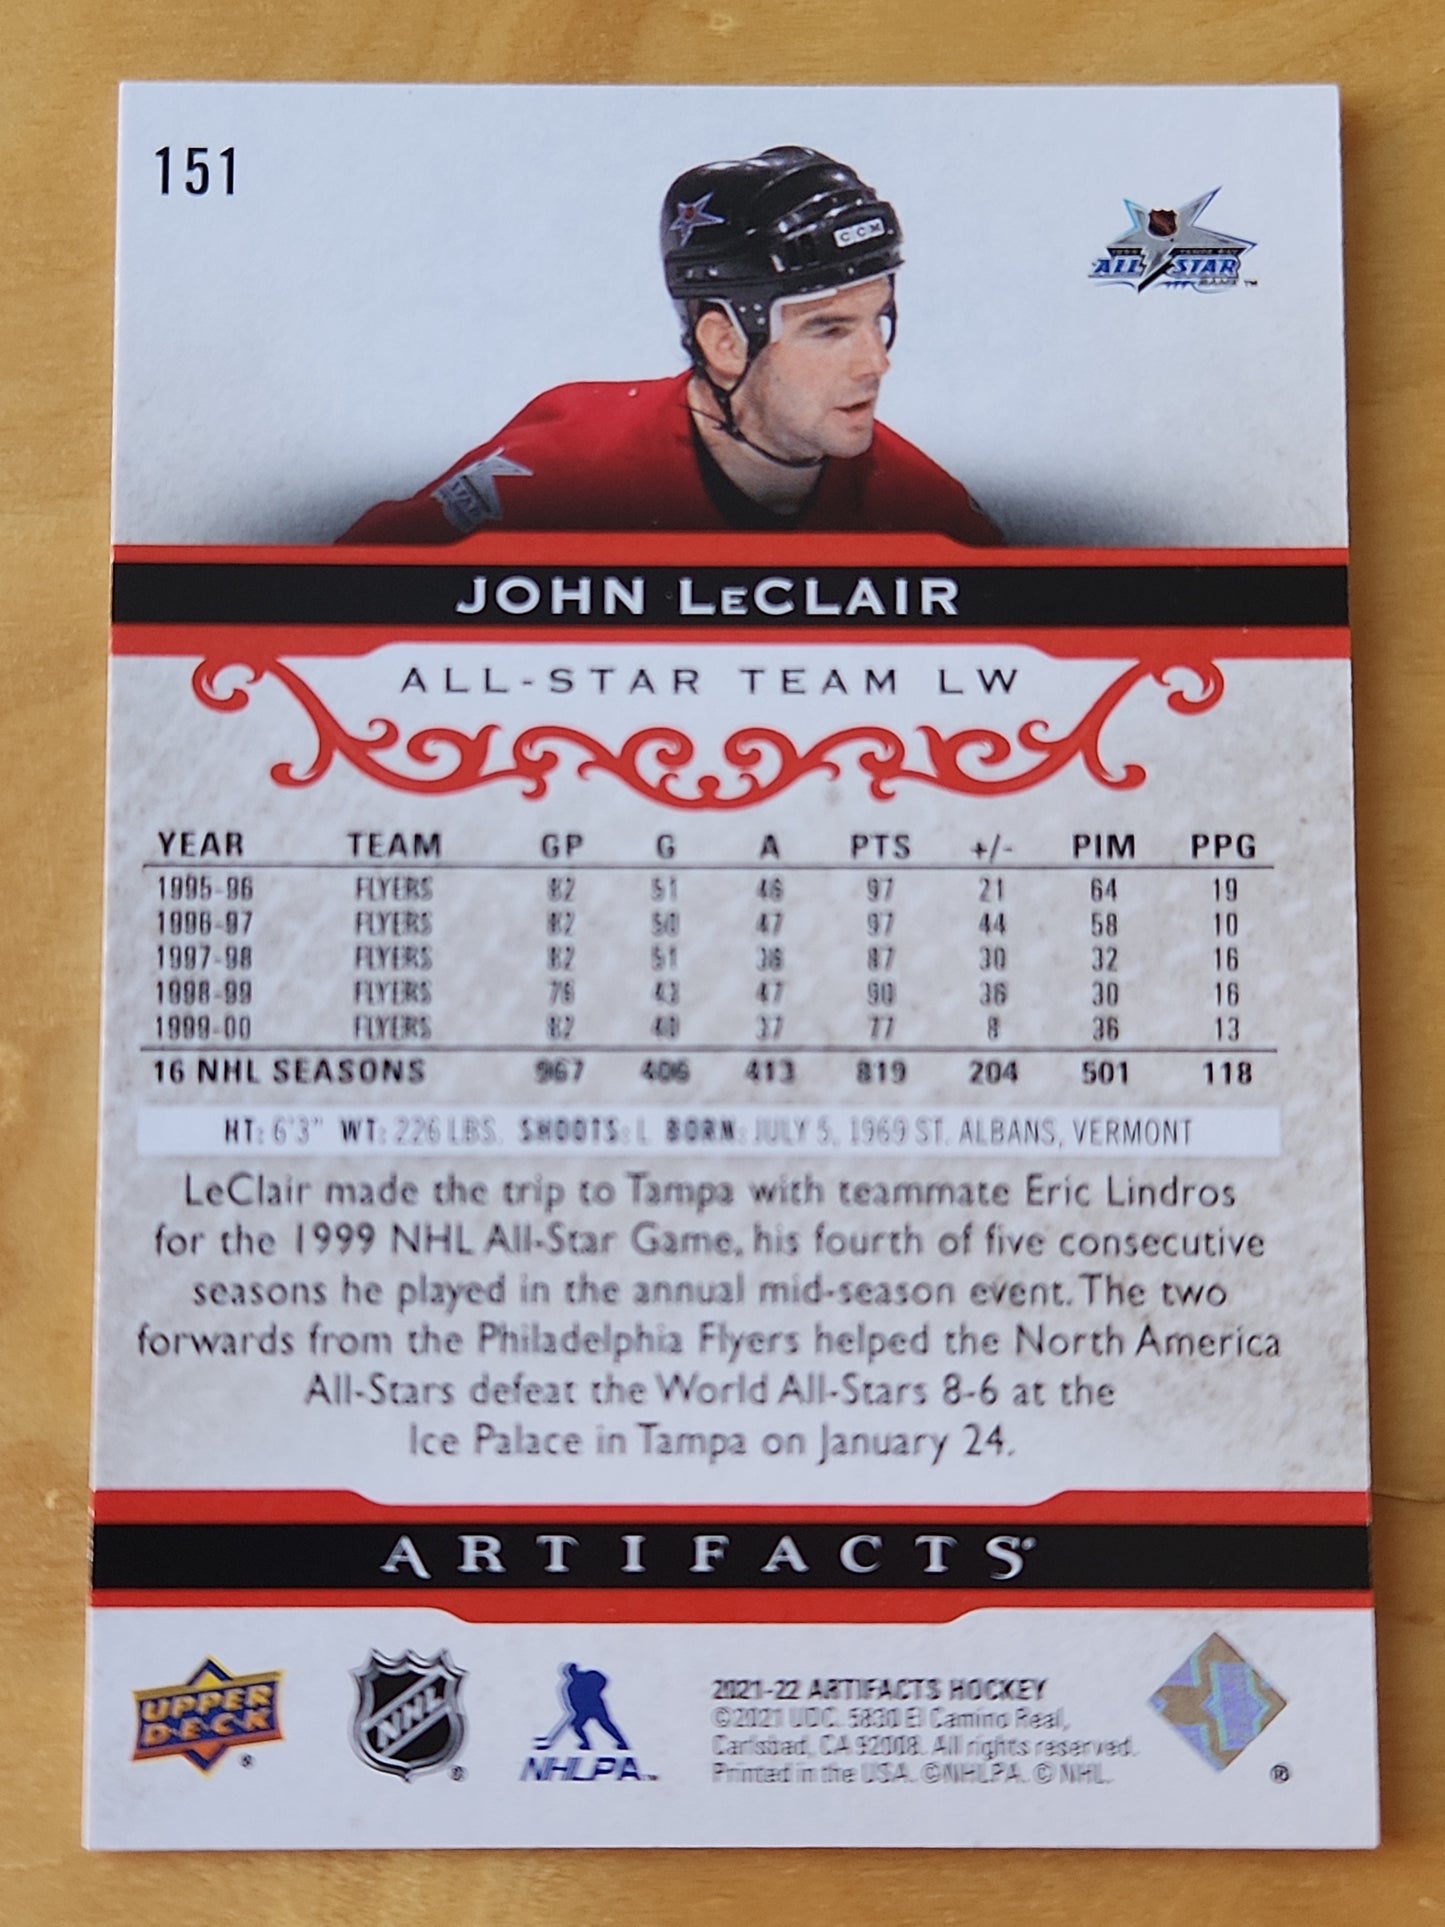 151
CCM
ALL STAR
GAME ™
STAR
JOHN LeCLAIR
ALL-STAR TEAM LW
YEAR TEAM GP G A PTS +/- PIM PPG
1995-96 FLYERS 82 51 46 97 21 64 19
1996-97 FLYERS 82 50 47 97 44 58 10
1997-98 FLYERS 82 51 36 87 30 32 16
1998-99 FLYERS 76 43 47 90 36 30 16
1999-00 FLYERS 82 40 37 77 8 36 13
16 NHL SEASONS 967 406 413 819 204 501 118
HT: 6'3" WT: 226 LBS. SHOOTS: L BORN: JULY 5, 1969 ST. ALBANS, VERMONT
LeClair made the trip to Tampa with teammate Eric Lindros
for the 1999 NHL All-Star Game, his fourth of five consecutive
seasons he played in the annual mid-season event. The two
forwards from the Philadelphia Flyers helped the North America
All-Stars defeat the World All-Stars 8-6 at the
Ice Palace in Tampa on January 24.
ARTIFACTS®
UPPER
DECK®
NHL®
NHLPA™
2021-22 ARTIFACTS HOCKEY
©2021 UDC. 5830 El Camino Real,
Carlsbad, CA 92008. All rights reserved.
Printed in the USA. ©NHLPA. © NHL.
®